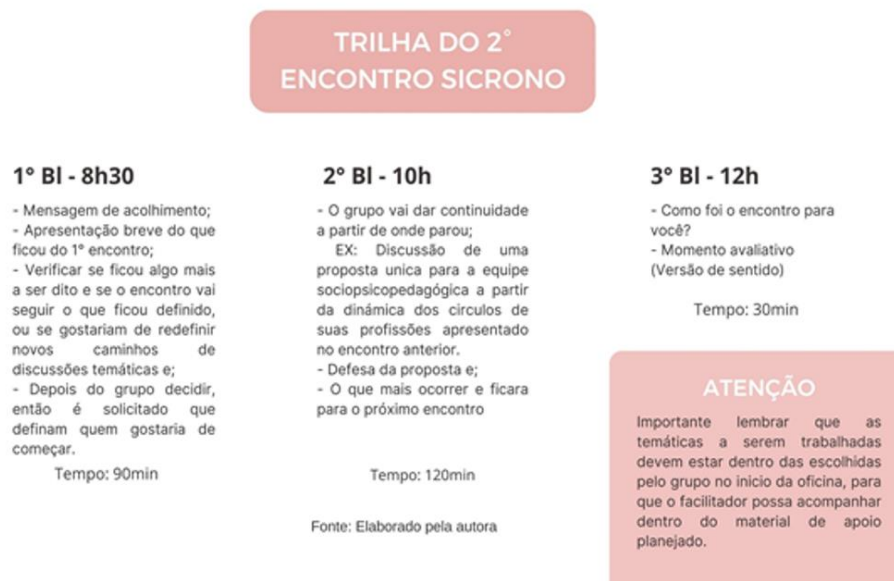 TRILHA DO 2°
ENCONTRO SICRONO
1° Bl - 8h30
- Mensagem de acolhimento;
- Apresentação breve do que
ficou do 1° encontro;
- Verificar se ficou algo mais
a ser dito e se o encontro vai
seguir o que ficou definido,
ou se gostariam de redefinir
novos caminhos de
discussões temáticas e;
- Depois do grupo decidir,
então é solicitado que
definam quem gostaria de
começar.
Tempo: 90min
2° Bl - 10h
- O grupo vai dar continuidade
a partir de onde parou;
EX: Discussão de uma
proposta unica para a equipe
sociopsicopedagógica a partir
da dinámica dos circulos de
suas profissões apresentado
no encontro anterior.
- Defesa da proposta e;
- O que mais ocorrer e ficara
para o próximo encontro
Tempo: 120min
3° Bl - 12h
- Como foi o encontro para
você?
- Momento avaliativo
(Versão de sentido)
Tempo: 30min
ATENÇÃO
Importante lembrar que as
temáticas a serem trabalhadas
devem estar dentro das escolhidas
pelo grupo no inicio da oficina, para
que o facilitador possa acompanhar
dentro do material de apoio
planejado.
Fonte: Elaborado pela autora